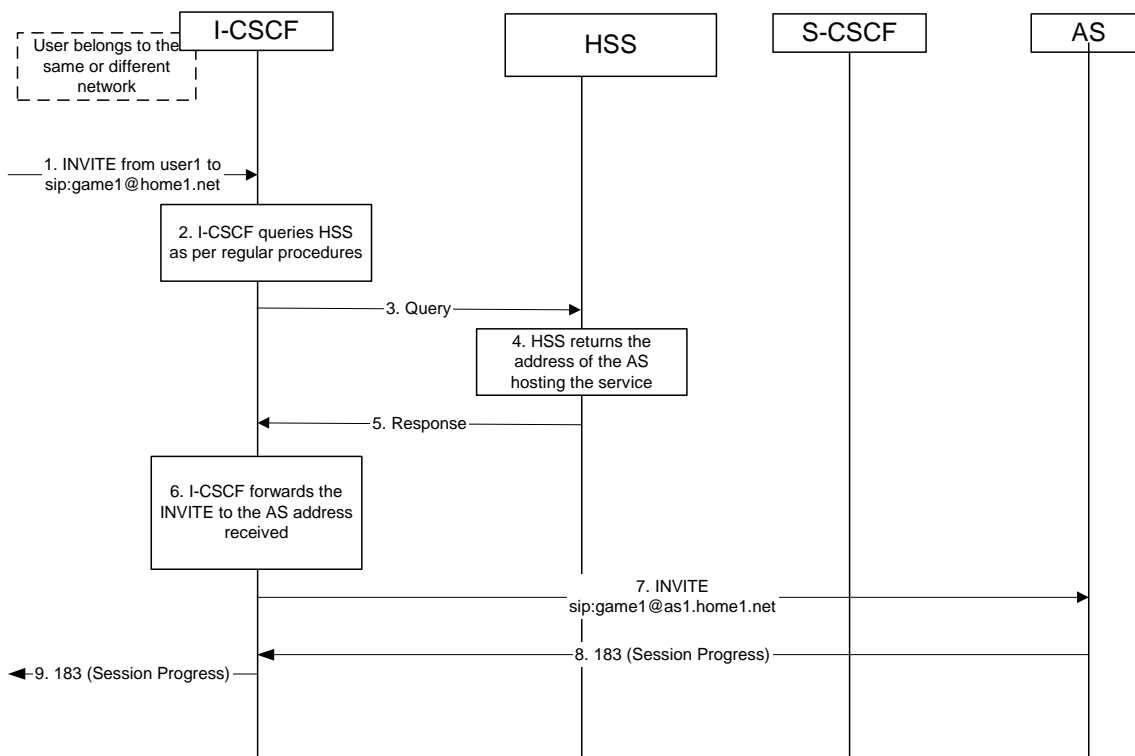 I-CSCF
HSS
S-CSCF
AS
User belongs to the
same or different
network
1. INVITE from user1 to
sip:game1@home1.net
2. I-CSCF queries HSS
as per regular procedures
3. Query
4. HSS returns the
address of the AS
hosting the service
5. Response
6. I-CSCF forwards the
INVITE to the AS address
received
7. INVITE
sip:game1@as1.home1.net
8. 183 (Session Progress)
9. 183 (Session Progress)